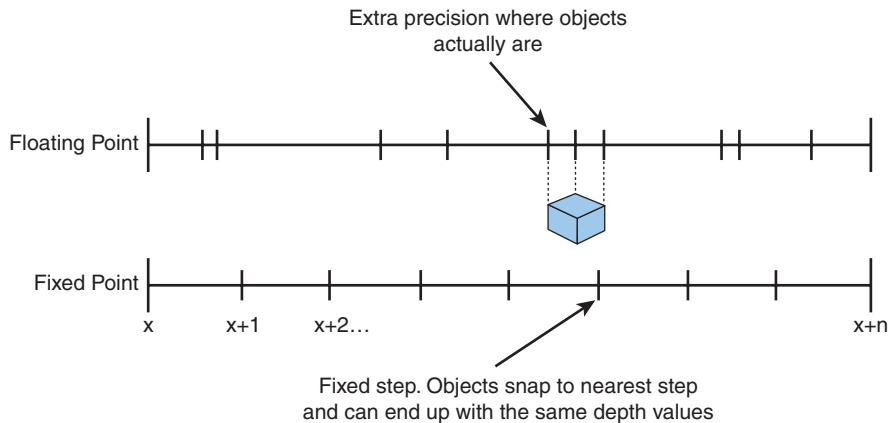 Extra precision where objects
actually are
Floating Point
Fixed Point
x
x+1
x+2...
x+n
Fixed step. Objects snap to nearest step
and can end up with the same depth values